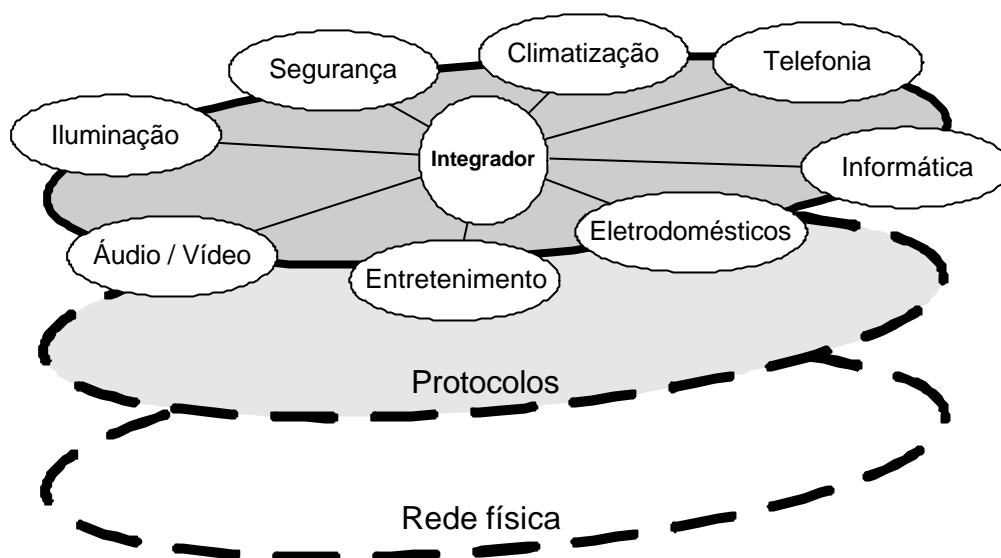 Climatização
Telefonia
Segurança
Iluminação
Integrador
Informática
Eletrodomésticos
Áudio / Vídeo
Entretenimento
Protocolos
Rede física